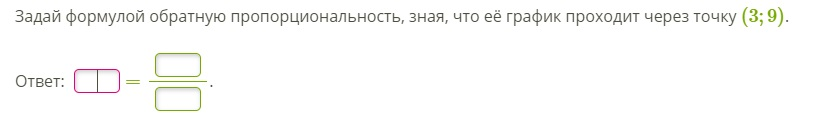 Задай формулой обратную пропорциональность, зная, что её график проходит через точку (3; 9).
Ответ: = .